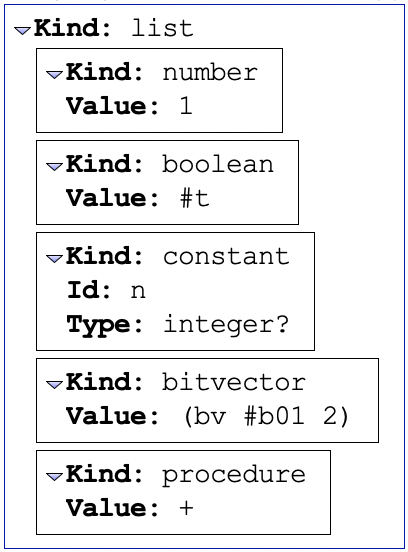 Kind: list
Kind: number
Value: 1
Kind: boolean
Value: #t
Kind: constant
Id: n
Type: integer?
Kind: bitvector
Value: (bv #b01 2)
Kind: procedure
Value: +